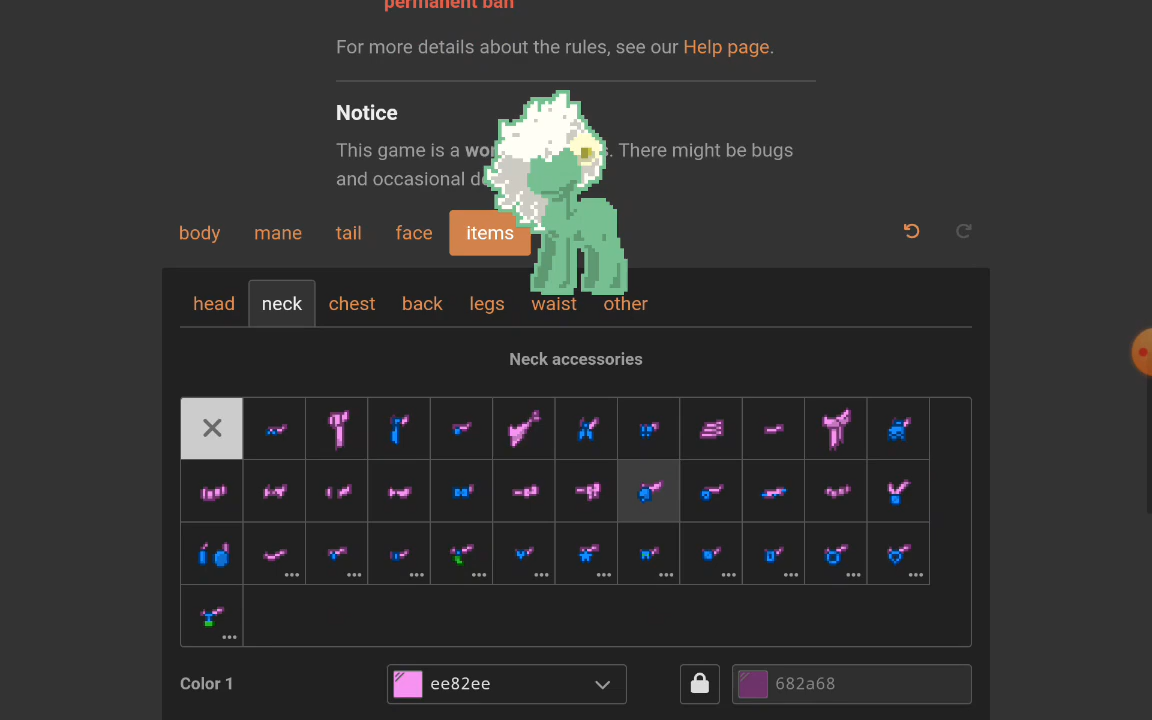 permanent ban
For more details about the rules, see our Help page.
Notice
This game is a There might be bugs
and occasional
body mane tail face items
head neck chest back legs waist other
Neck accessories
Color 1 ee82ee 682a68